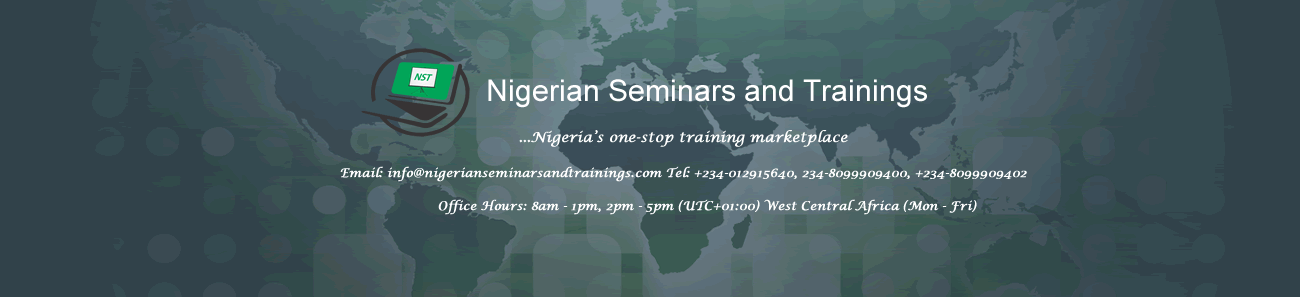 NST
Nigerian Seminars and Trainings
...Nigeria's one-stop training marketplace
Email: info@nigerianseminarsandtrainings.com Tel: +234-012915640, 234-8099909400, +234-8099909402
Office Hours: 8am - 1pm, 2pm - 5pm (UTC+01:00) West Central Africa (Mon - Fri)